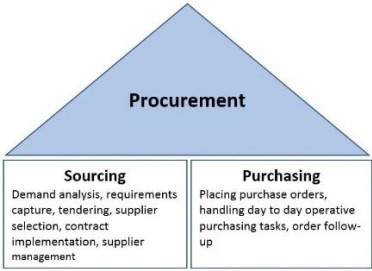 Procurement
Sourcing
Demand analysis, requirements
capture, tendering, supplier
selection, contract
implementation, supplier
management
Purchasing
Placing purchase orders,
handling day to day operative
purchasing tasks, order follow-
up